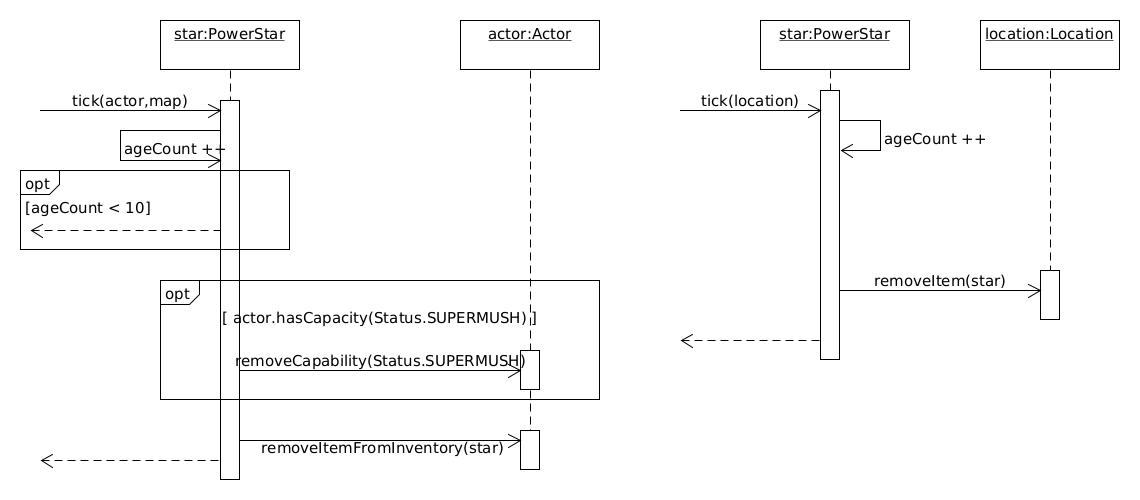 star:PowerStar
actor:Actor
tick(actor,map)
ageCount ++
opt
[ageCount < 10]
opt
[ actor.hasCapacity(Status.SUPERMUSH) ]
removeCapability(Status.SUPERMUSH)
removeItemFromInventory(star)
star:PowerStar
location:Location
tick(location)
ageCount ++
removeItem(star)